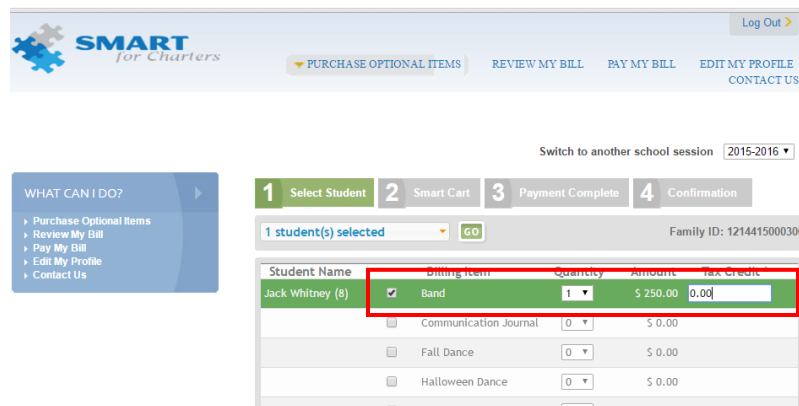 Log Out
SMART
for Charters
PURCHASE OPTIONAL ITEMS REVIEW MY BILL PAY MY BILL EDIT MY PROFILE
CONTACT US
Switch to another school session 2015-2016
WHAT CAN I DO?
Purchase Optional Items
Review My Bill
Pay My Bill
Edit My Profile
Contact Us
1 Select Student 2 Smart Cart 3 Payment Complete 4 Confirmation
1 student(s) selected GO Family ID: 1214415000300
Student Name Billing Item Quantity Amount Tax Credit
Jack Whitney (8) Band 1 $ 250.00 0.00
Communication Journal 0 $ 0.00
Fall Dance 0 $ 0.00
Halloween Dance 0 $ 0.00